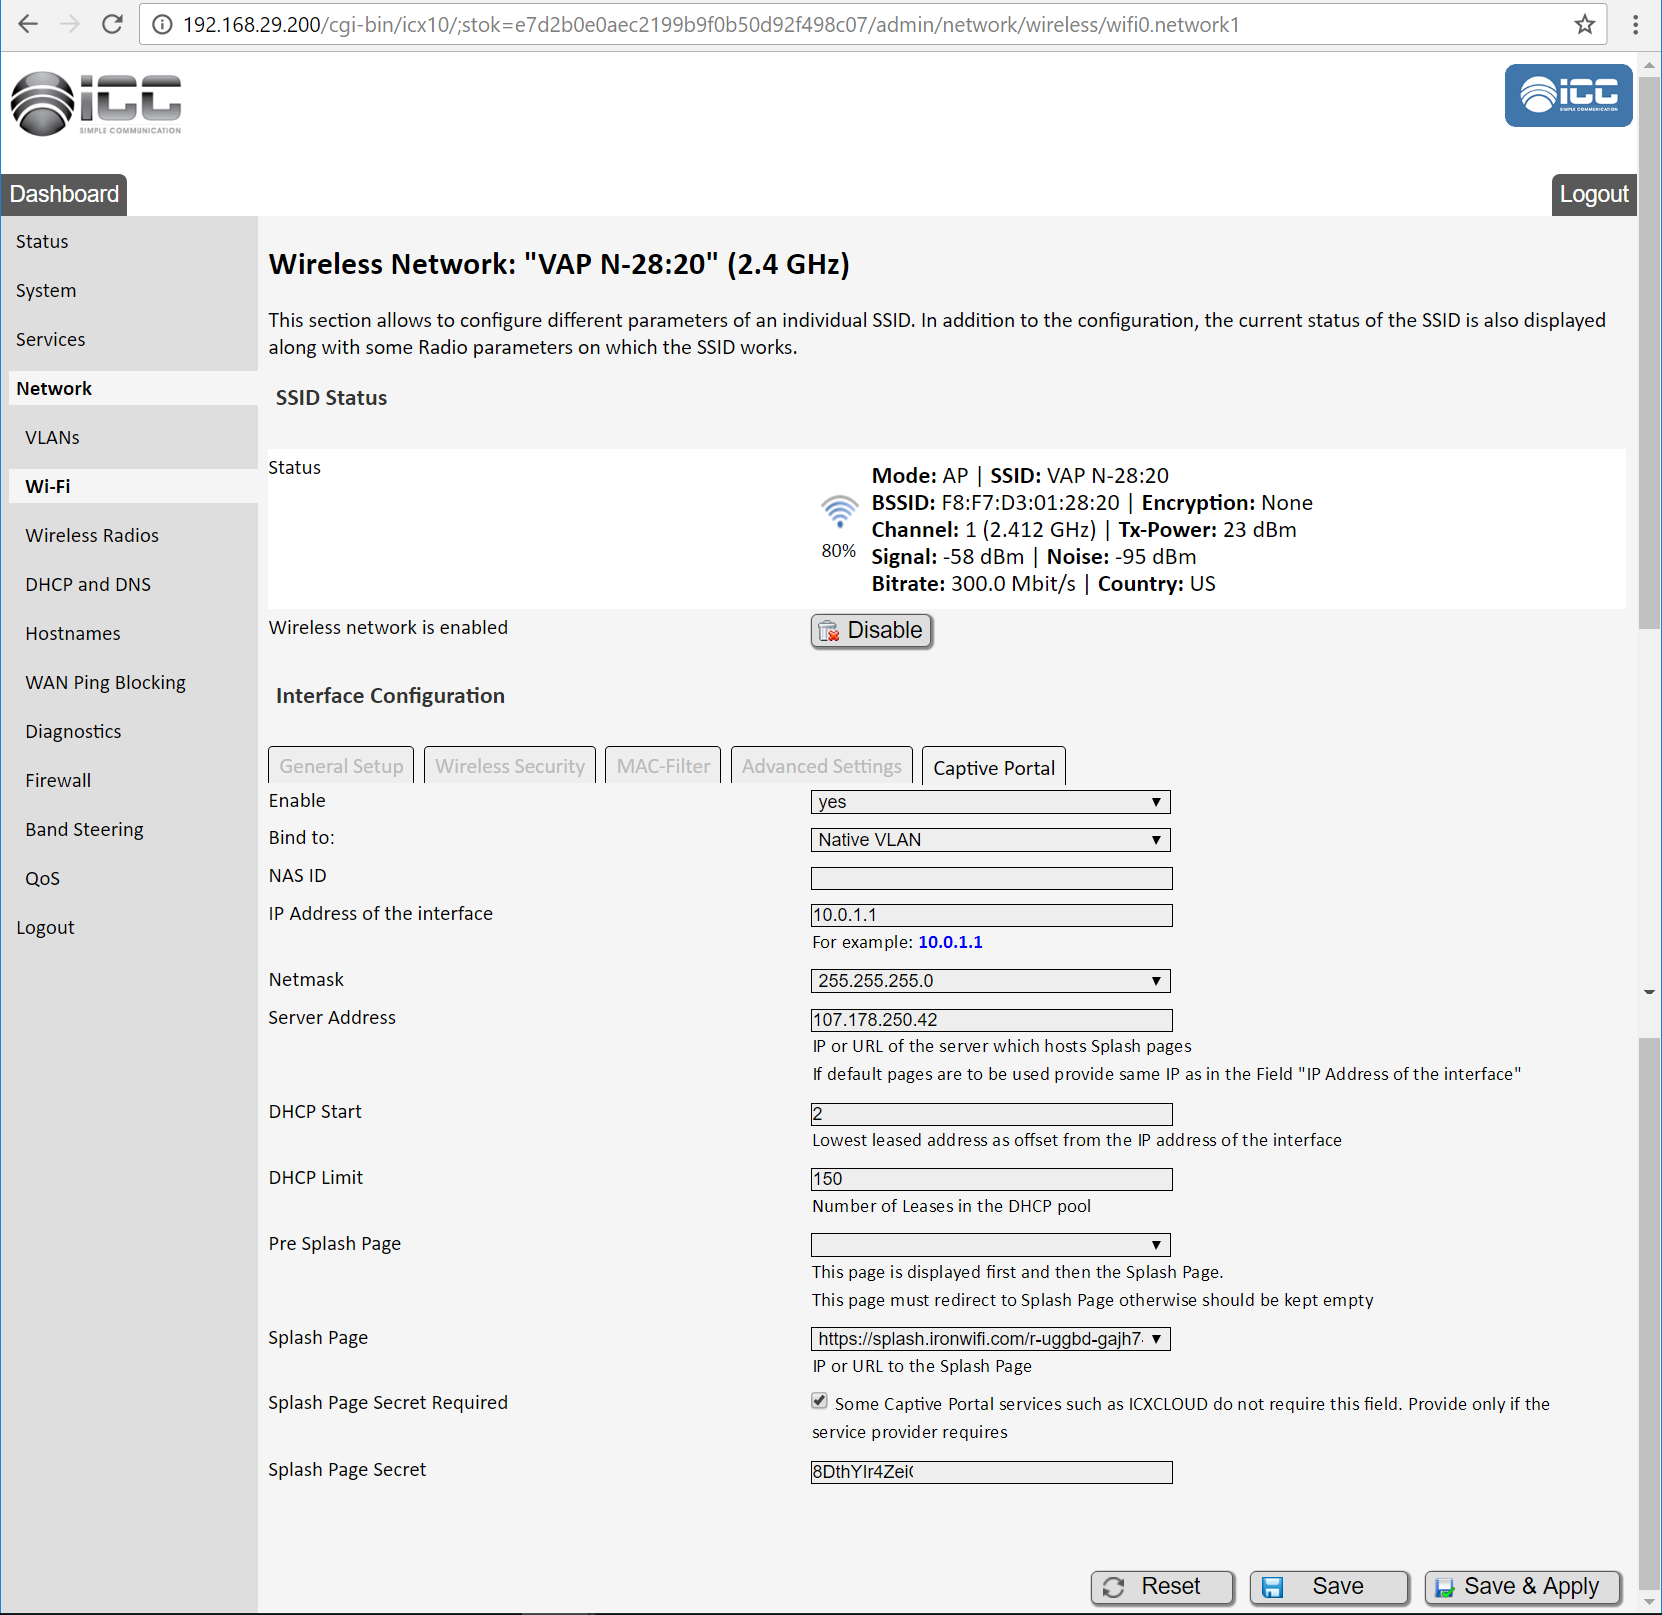 192.168.29.200/cgi-bin/icx10/;stok=e7d2b0e0aec2199b9f0b50d92f498c07/admin/network/wireless/wifi0.network1
icc
SIMPLE COMMUNICATION
icc
SIMPLE COMMUNICATION
Dashboard
Logout
Status
System
Services
Network
VLANs
Wi-Fi
Wireless Radios
DHCP and DNS
Hostnames
WAN Ping Blocking
Diagnostics
Firewall
Band Steering
QoS
Logout
Wireless Network: "VAP N-28:20" (2.4 GHz)
This section allows to configure different parameters of an individual SSID. In addition to the configuration, the current status of the SSID is also displayed
along with some Radio parameters on which the SSID works.
SSID Status
Status
80%
Mode: AP | SSID: VAP N-28:20
BSSID: F8:F7:D3:01:28:20 | Encryption: None
Channel: 1 (2.412 GHz) | Tx-Power: 23 dBm
Signal: -58 dBm | Noise: -95 dBm
Bitrate: 300.0 Mbit/s | Country: US
Wireless network is enabled
Disable
Interface Configuration
General Setup
Wireless Security
MAC-Filter
Advanced Settings
Captive Portal
Enable
yes
Bind to:
Native VLAN
NAS ID
IP Address of the interface
10.0.1.1
For example: 10.0.1.1
Netmask
255.255.255.0
Server Address
107.178.250.42
IP or URL of the server which hosts Splash pages
If default pages are to be used provide same IP as in the Field "IP Address of the interface"
DHCP Start
2
Lowest leased address as offset from the IP address of the interface
DHCP Limit
150
Number of Leases in the DHCP pool
Pre Splash Page
This page is displayed first and then the Splash Page.
This page must redirect to Splash Page otherwise should be kept empty
Splash Page
https://splash.ironwifi.com/r-uggbd-gajh7
IP or URL to the Splash Page
Splash Page Secret Required
Some Captive Portal services such as ICXCLOUD do not require this field. Provide only if the
service provider requires
Splash Page Secret
Reset
Save
Save & Apply